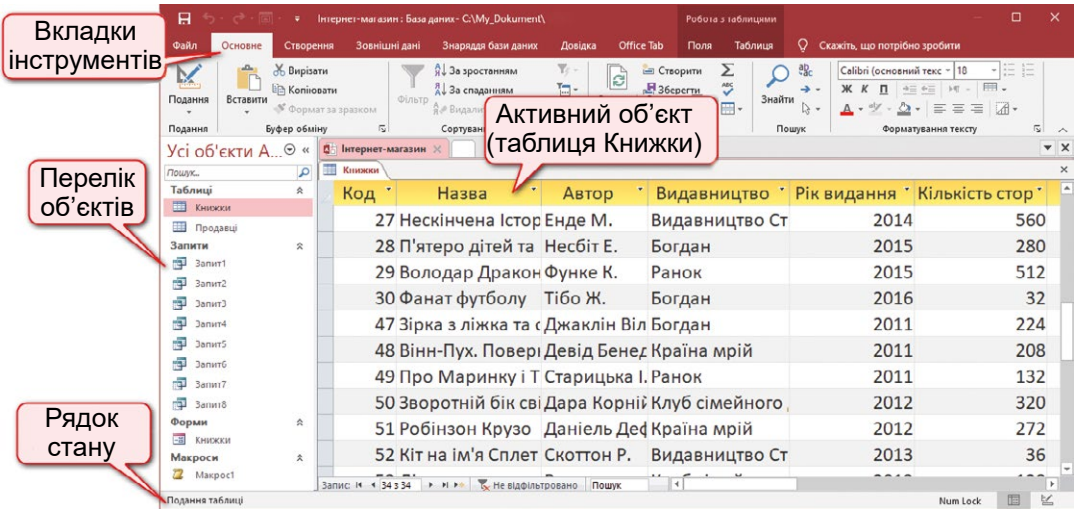 Інтернет-магазин : База даних- C:\My_Dokument\
Робота з таблицями
Вкладки
інструментів
Файл Основне Створення Зовнішні дані Знаряддя бази даних Довідка Office Tab Поля Таблиця Скажіть, що потрібно зробити
Подання
Вставити
Вирізати
Копіювати
Формат за зразком
Фільтр
За зростанням
За спаданням
Видали
Створити
Зберегти
Знайти
Calibri (основний текс 10
Ж К П
Подання Буфер обміну Сортуван Пошук Форматування тексту
Активний об’єкт
(таблиця Книжки)
Усі об'єкти A...
Інтернет-магазин
Пошук..
Книжки
Перелік
об’єктів
Таблиці
Книжки
Продавці
Запити
Запит1
Запит2
Запит3
Запит4
Запит5
Запит6
Запит7
Запит8
Форми
Книжки
Макроси
Макрос1
Код Назва Автор Видавництво Рік видання Кількість стор
27 Нескінчена Істор Енде М. Видавництво Ст 2014 560
28 П'ятеро дітей та Несбіт Е. Богдан 2015 280
29 Володар Дракон Функе К. Ранок 2015 512
30 Фанат футболу Тібо Ж. Богдан 2016 32
47 Зірка з ліжка та Джаклін Віл Богдан 2011 224
48 Вінн-Пух. Повер Девід Бенед Країна мрій 2011 208
49 Про Маринку і Т Старицька І. Ранок 2011 132
50 Зворотній бік сві Дара Корній Клуб сімейного 2012 320
51 Робінзон Крузо Даніель Деф Країна мрій 2012 272
52 Кіт на ім'я Сплет Скоттон Р. Видавництво Ст 2013 36
Запис: 34 з 34 Не відфільтровано Пошук
Рядок
стану
Подання таблиці
Num Lock